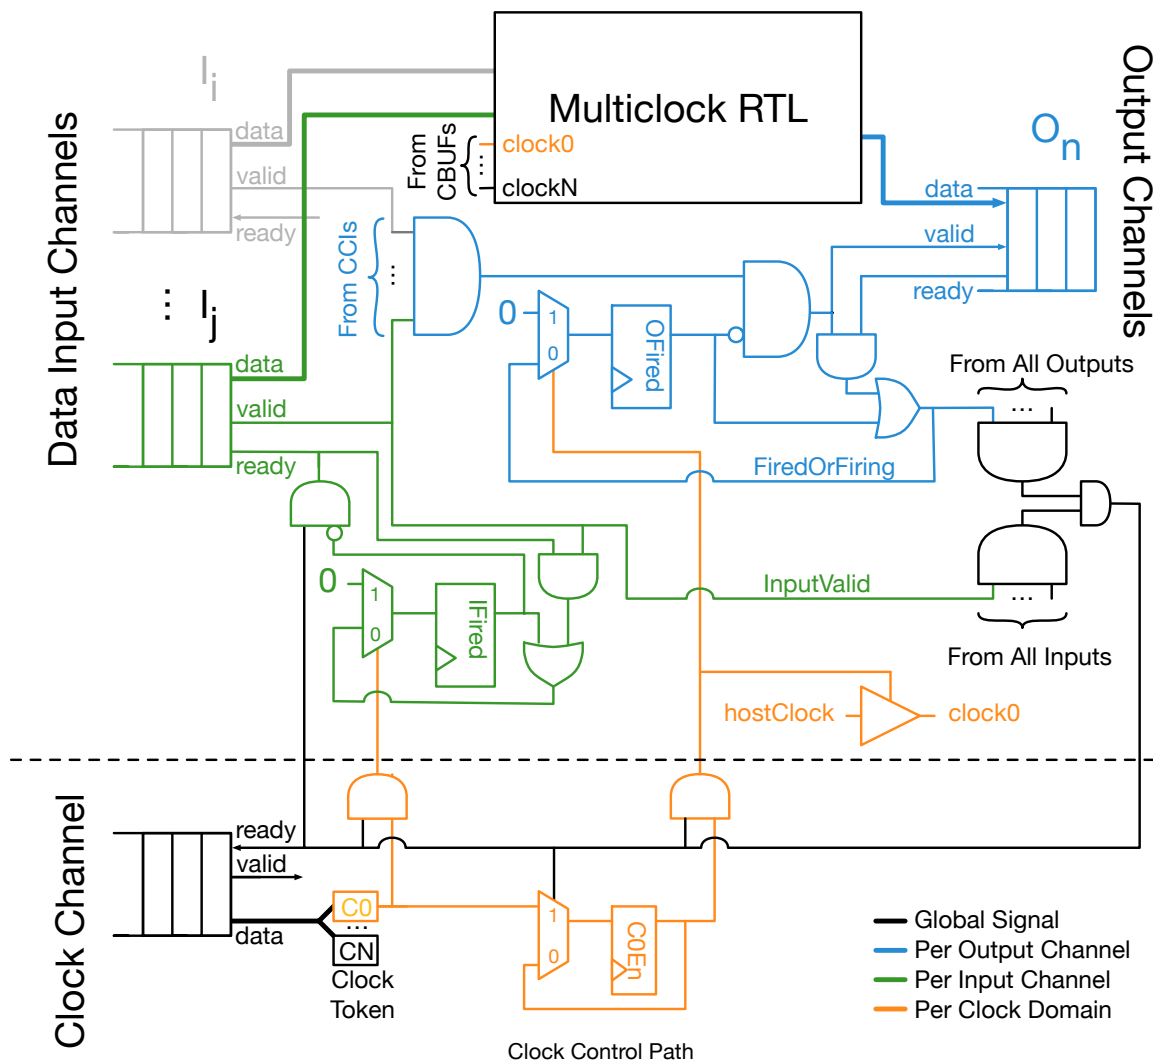 Data Input Channels
I_i
data
valid
ready
⋮ I_j
data
valid
ready
Multiclock RTL
From CBUFs
clock0
⋯
clockN
Output Channels
O_n
data
valid
ready
From CCIs
...
0
1
0
OFired
FiredOrFiring
From All Outputs
...
0
1
0
IFired
InputValid
...
From All Inputs
hostClock
clock0
Clock Channel
ready
valid
data
C0
...
CN
Clock
Token
1
0
C0En
Global Signal
Per Output Channel
Per Input Channel
Per Clock Domain
Clock Control Path